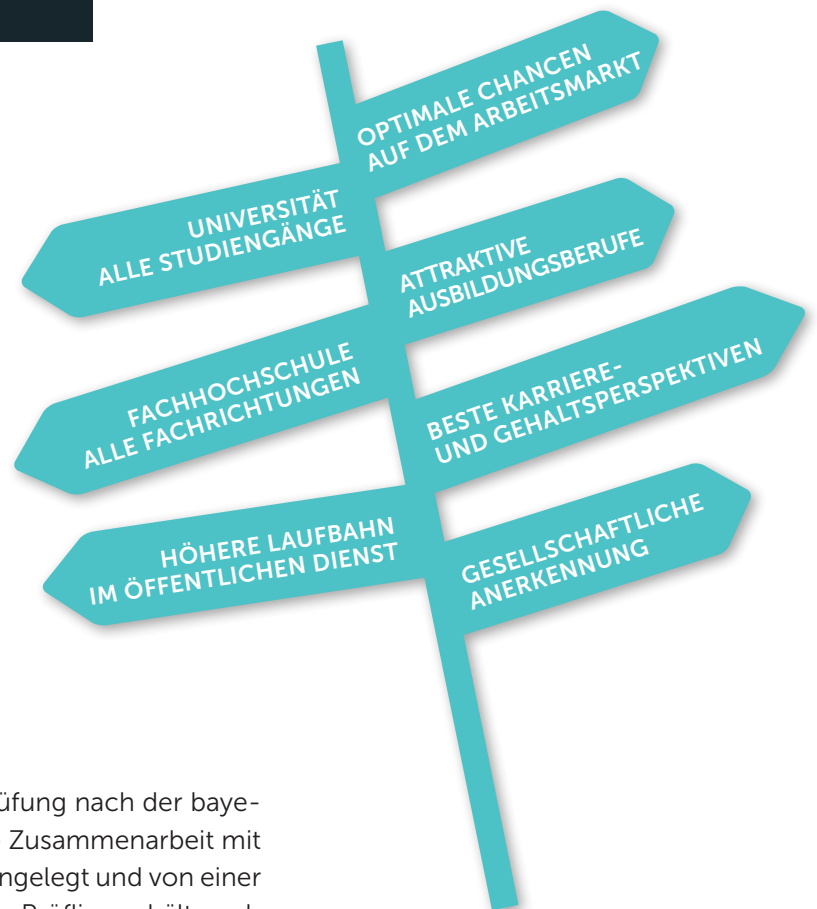 OPTIMALE CHANCEN
AUF DEM ARBEITSMARKT
UNIVERSITÄT
ALLE STUDIENGÄNGE
ATTRAKTIVE
AUSBILDUNGSBERUFE
FACHHOCHSCHULE
ALLE FACHRICHTUNGEN
BESTE KARRIERE-
UND GEHALTSPERSPEKTIVEN
HÖHERE LAUFBAHN
IM ÖFFENTLICHEN DIENST
GESELLSCHAFTLICHE
ANERKENNUNG
üfung nach der baye-
Zusammenarbeit mit
ngelegt und von einer